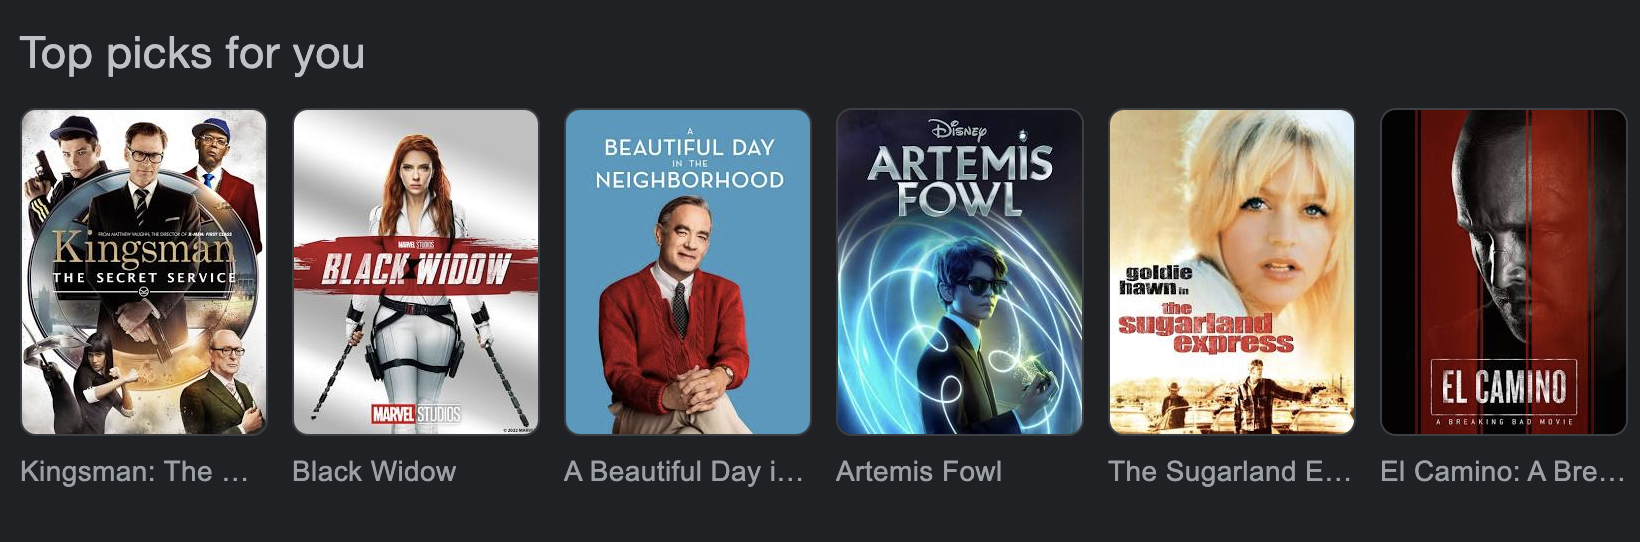 Top picks for you
FROM MATTHEW VAUGHN, THE DIRECTOR OF X-MEN: FIRST CLASS
Kingsman
THE SECRET SERVICE
Kingsman: The ...
MARVEL STUDIOS
BLACK WIDOW
MARVEL STUDIOS
© 2022 MARVEL
Black Widow
A
BEAUTIFUL DAY
IN THE
NEIGHBORHOOD
A Beautiful Day i...
Disney
ARTEMIS
FOWL
Artemis Fowl
goldie
hawn in
the
sugarland
express
The Sugarland E...
EL CAMINO
A BREAKING BAD MOVIE
El Camino: A Bre...